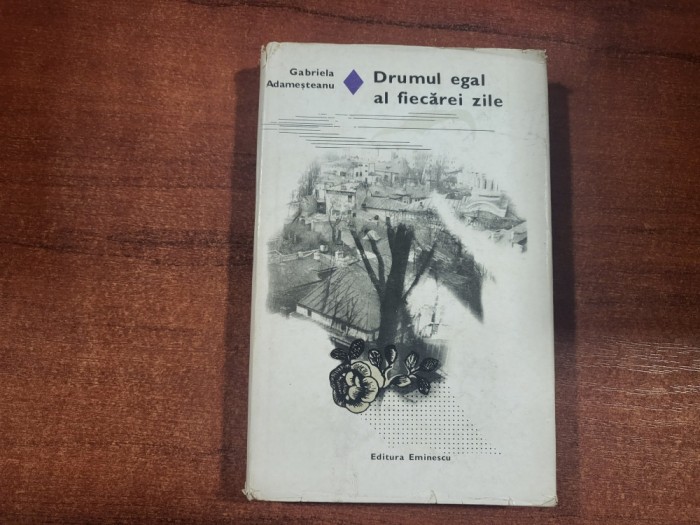 Gabriela
Adameșteanu
Drumul egal
al fiecărei zile
Editura Eminescu